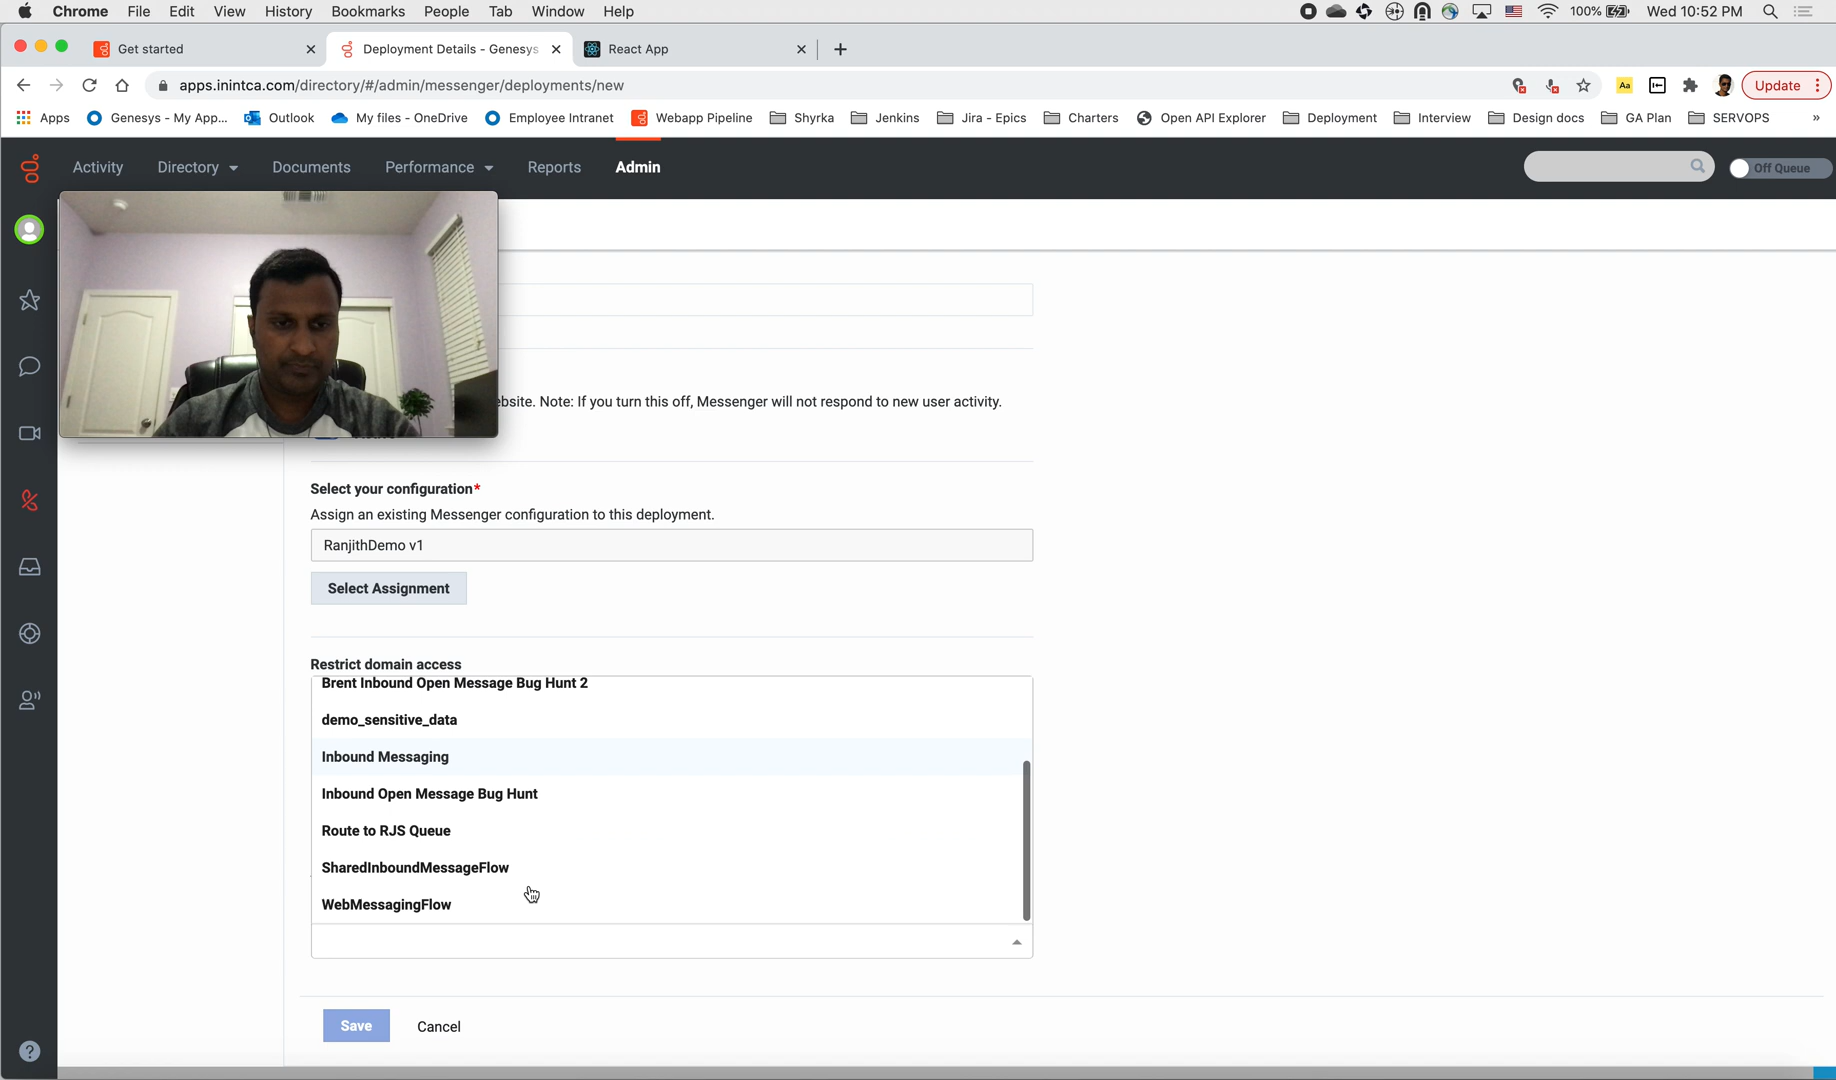 Chrome File Edit View History Bookmarks People Tab Window Help
100% Wed 10:52 PM
Get started
Deployment Details - Genesys
React App
apps.inintca.com/directory/#/admin/messenger/deployments/new
Aa
Update
Apps Genesys - My App... Outlook My files - OneDrive Employee Intranet Webapp Pipeline Shyrka Jenkins Jira - Epics Charters Open API Explorer Deployment Interview Design docs GA Plan SERVOPS »
Activity Directory Documents Performance Reports Admin
Off Queue
ebsite. Note: If you turn this off, Messenger will not respond to new user activity.
Select your configuration*
Assign an existing Messenger configuration to this deployment.
RanjithDemo v1
Select Assignment
Restrict domain access
Brent Inbound Open Message Bug Hunt 2
demo_sensitive_data
Inbound Messaging
Inbound Open Message Bug Hunt
Route to RJS Queue
SharedInboundMessageFlow
WebMessagingFlow
Save Cancel
?